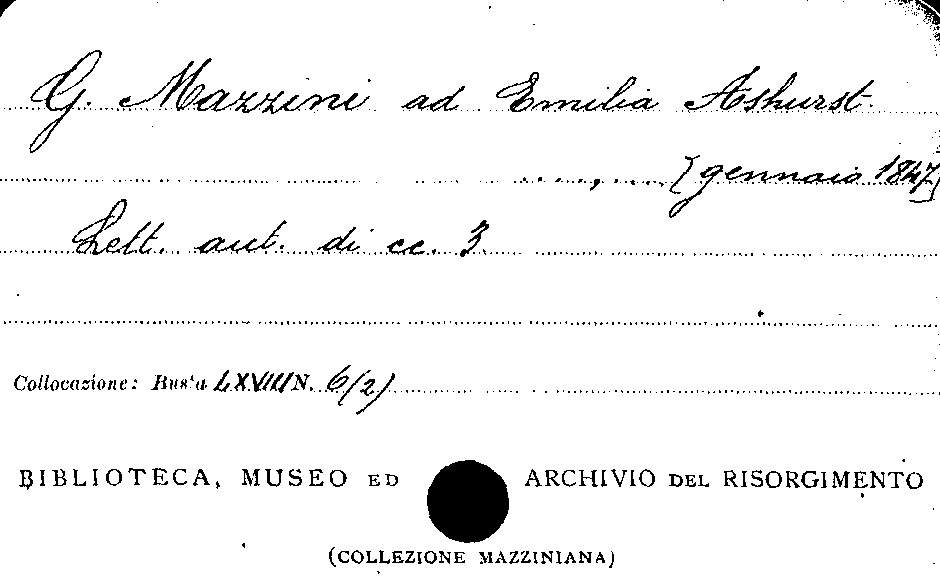 G. Mazzini ad Emilia Ashurst.
....,.... [gennaio 1847]
Lett. aut. di cc. 3
Collocazione: Busta LXVIII N. 6(2)
BIBLIOTECA, MUSEO ED ARCHIVIO DEL RISORGIMENTO
(COLLEZIONE MAZZINIANA)